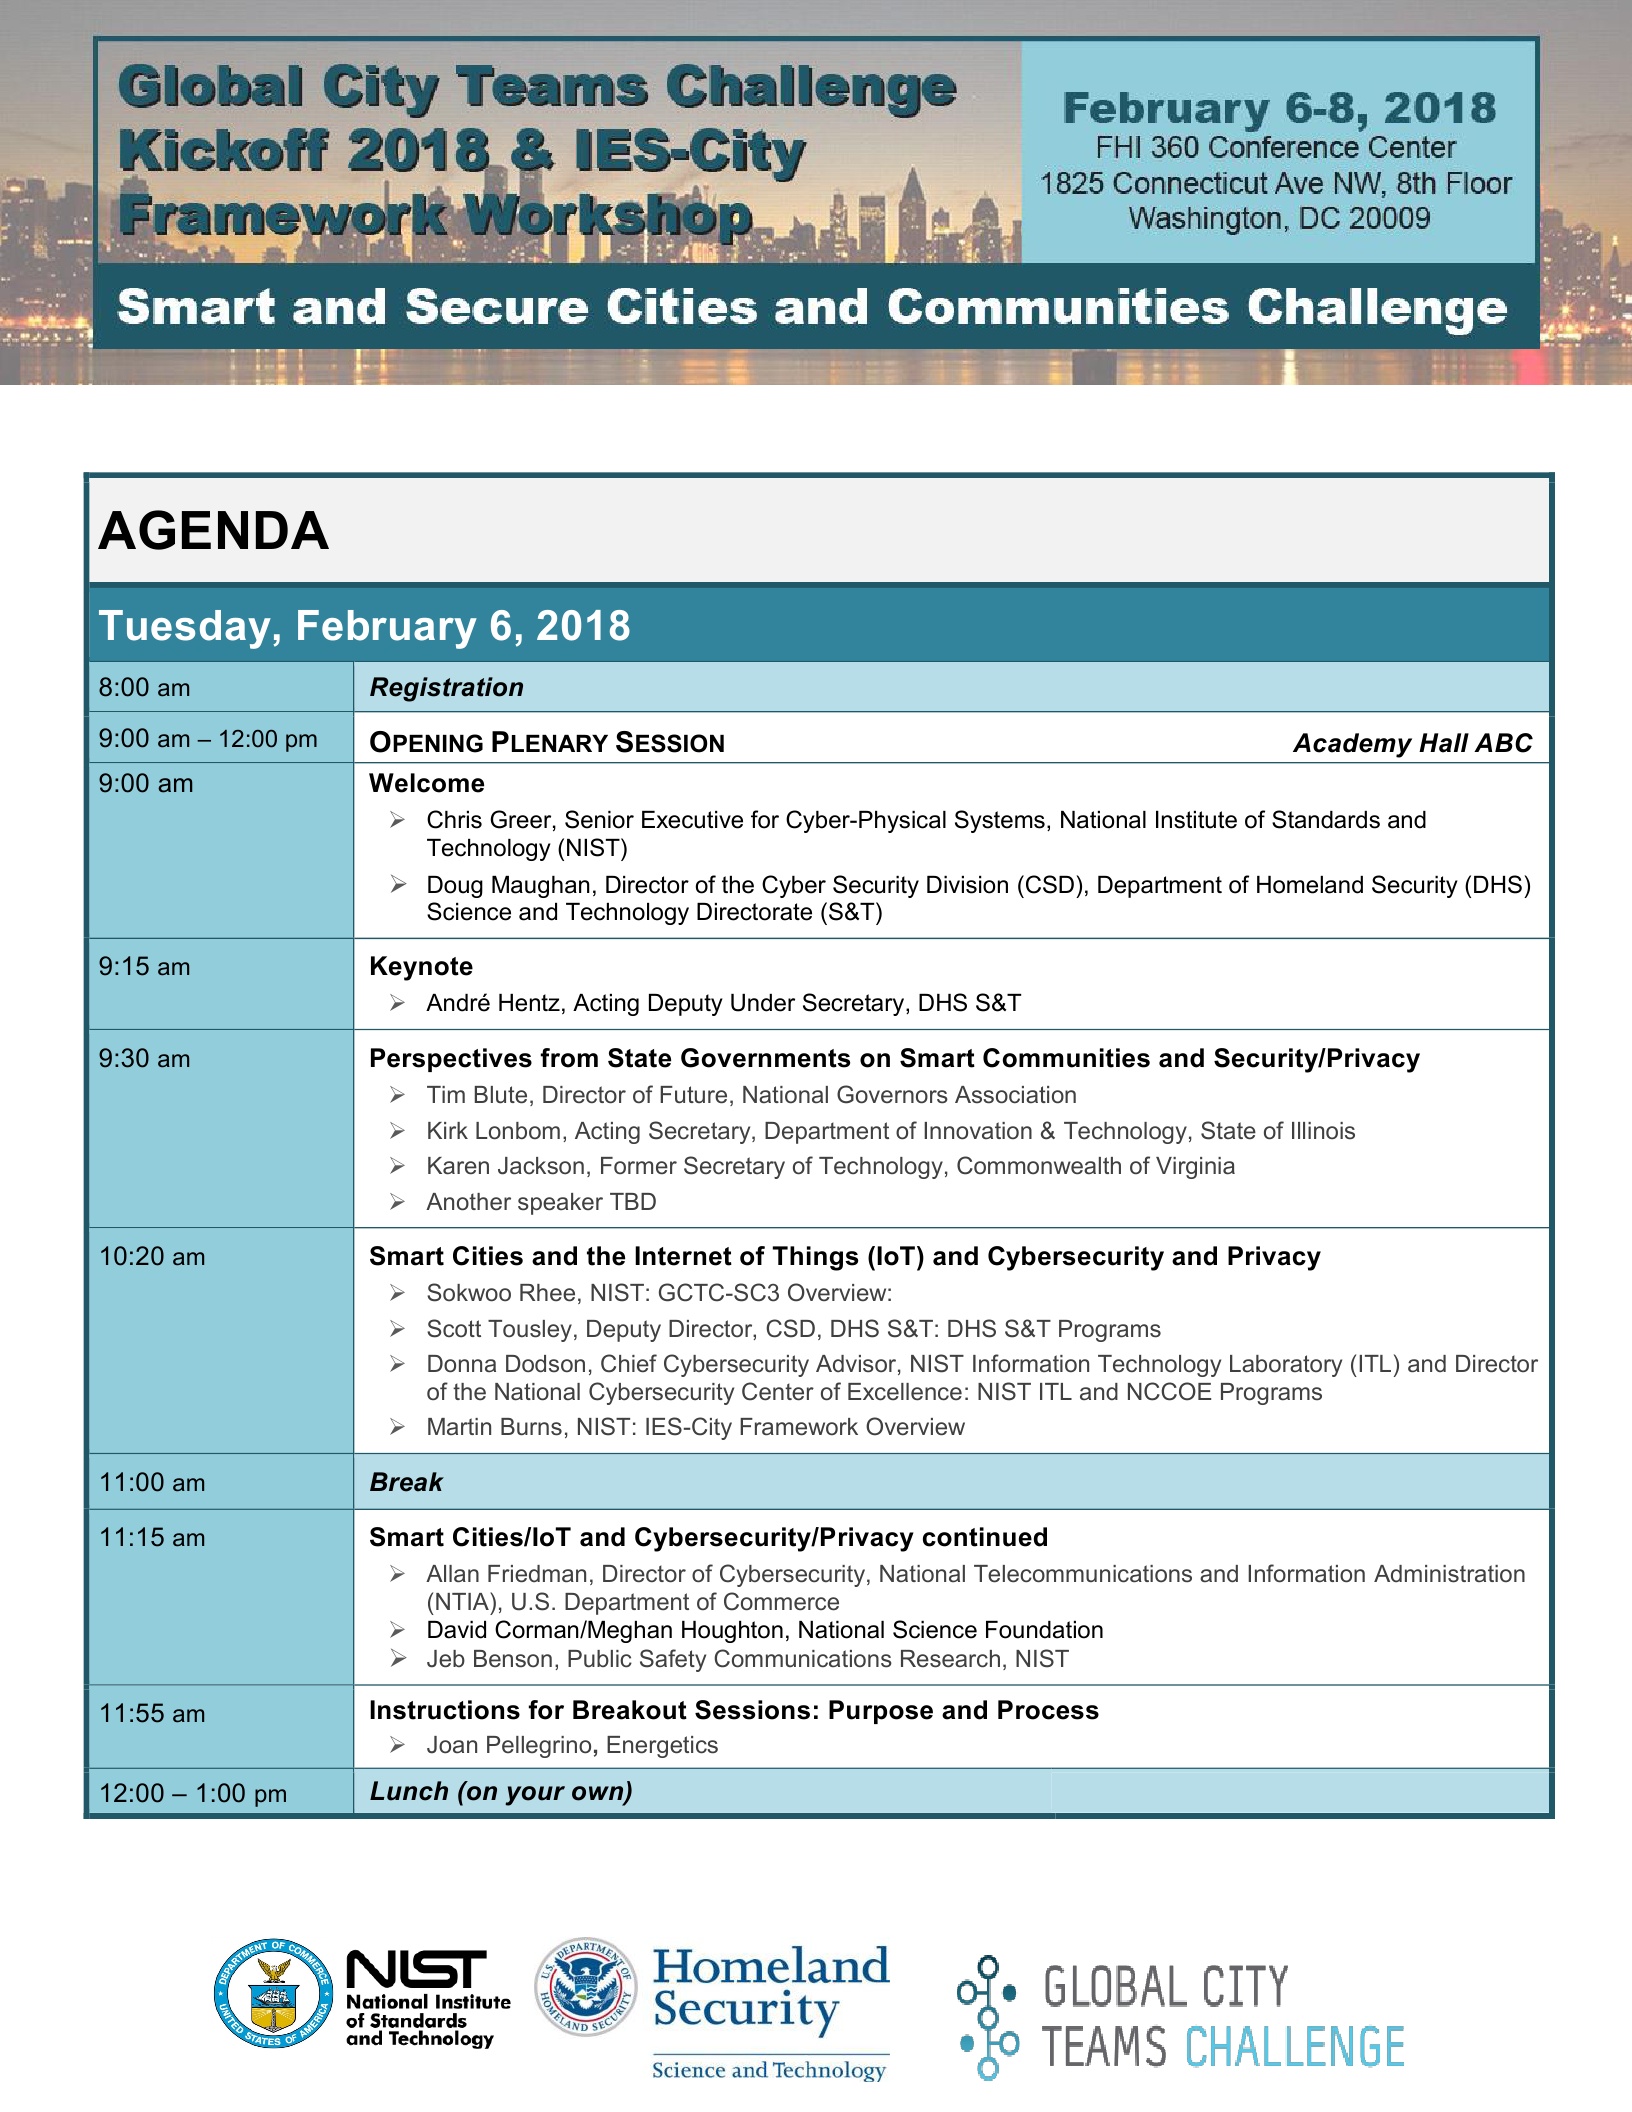 Global City Teams Challenge
Kickoff 2018 & IES-City
Framework Workshop
February 6-8, 2018
FHI 360 Conference Center
1825 Connecticut Ave NW, 8th Floor
Washington, DC 20009
Smart and Secure Cities and Communities Challenge
AGENDA
Tuesday, February 6, 2018
8:00 am Registration
9:00 am – 12:00 pm OPENING PLENARY SESSION Academy Hall ABC
9:00 am Welcome
➢ Chris Greer, Senior Executive for Cyber-Physical Systems, National Institute of Standards and
Technology (NIST)
➢ Doug Maughan, Director of the Cyber Security Division (CSD), Department of Homeland Security (DHS)
Science and Technology Directorate (S&T)
9:15 am Keynote
➢ André Hentz, Acting Deputy Under Secretary, DHS S&T
9:30 am Perspectives from State Governments on Smart Communities and Security/Privacy
➢ Tim Blute, Director of Future, National Governors Association
➢ Kirk Lonbom, Acting Secretary, Department of Innovation & Technology, State of Illinois
➢ Karen Jackson, Former Secretary of Technology, Commonwealth of Virginia
➢ Another speaker TBD
10:20 am Smart Cities and the Internet of Things (IoT) and Cybersecurity and Privacy
➢ Sokwoo Rhee, NIST: GCTC-SC3 Overview:
➢ Scott Tousley, Deputy Director, CSD, DHS S&T: DHS S&T Programs
➢ Donna Dodson, Chief Cybersecurity Advisor, NIST Information Technology Laboratory (ITL) and Director
of the National Cybersecurity Center of Excellence: NIST ITL and NCCOE Programs
➢ Martin Burns, NIST: IES-City Framework Overview
11:00 am Break
11:15 am Smart Cities/IoT and Cybersecurity/Privacy continued
➢ Allan Friedman, Director of Cybersecurity, National Telecommunications and Information Administration
(NTIA), U.S. Department of Commerce
➢ David Corman/Meghan Houghton, National Science Foundation
➢ Jeb Benson, Public Safety Communications Research, NIST
11:55 am Instructions for Breakout Sessions: Purpose and Process
➢ Joan Pellegrino, Energetics
12:00 – 1:00 pm Lunch (on your own)
DEPARTMENT OF COMMERCE
UNITED STATES OF AMERICA
NIST
National Institute
of Standards
and Technology
U.S. DEPARTMENT OF
HOMELAND SECURITY
Homeland
Security
Science and Technology
GLOBAL CITY
TEAMS CHALLENGE